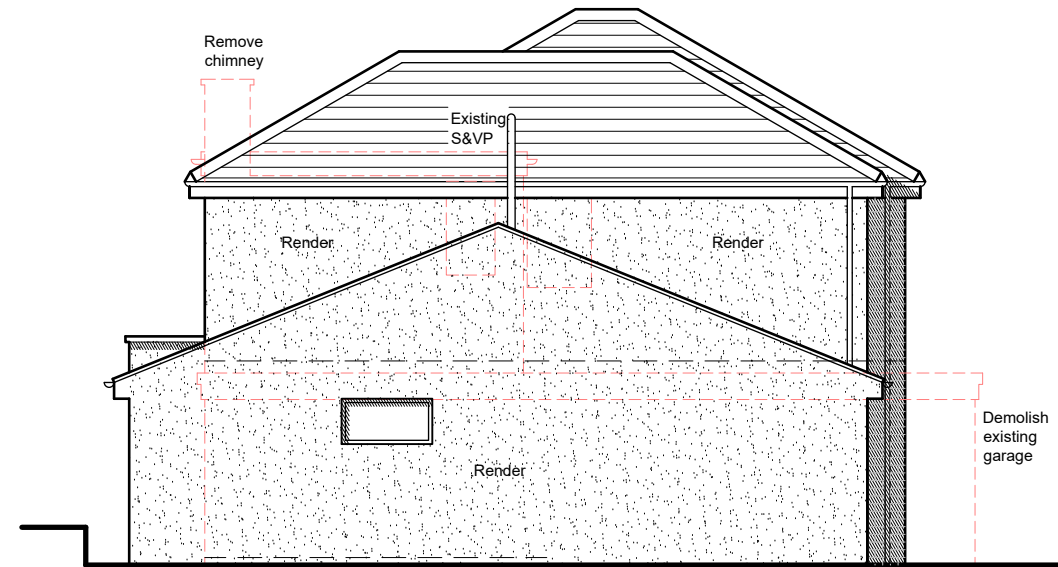 Remove
chimney
Existing
S&VP
Render
Render
Demolish
existing
garage
Render